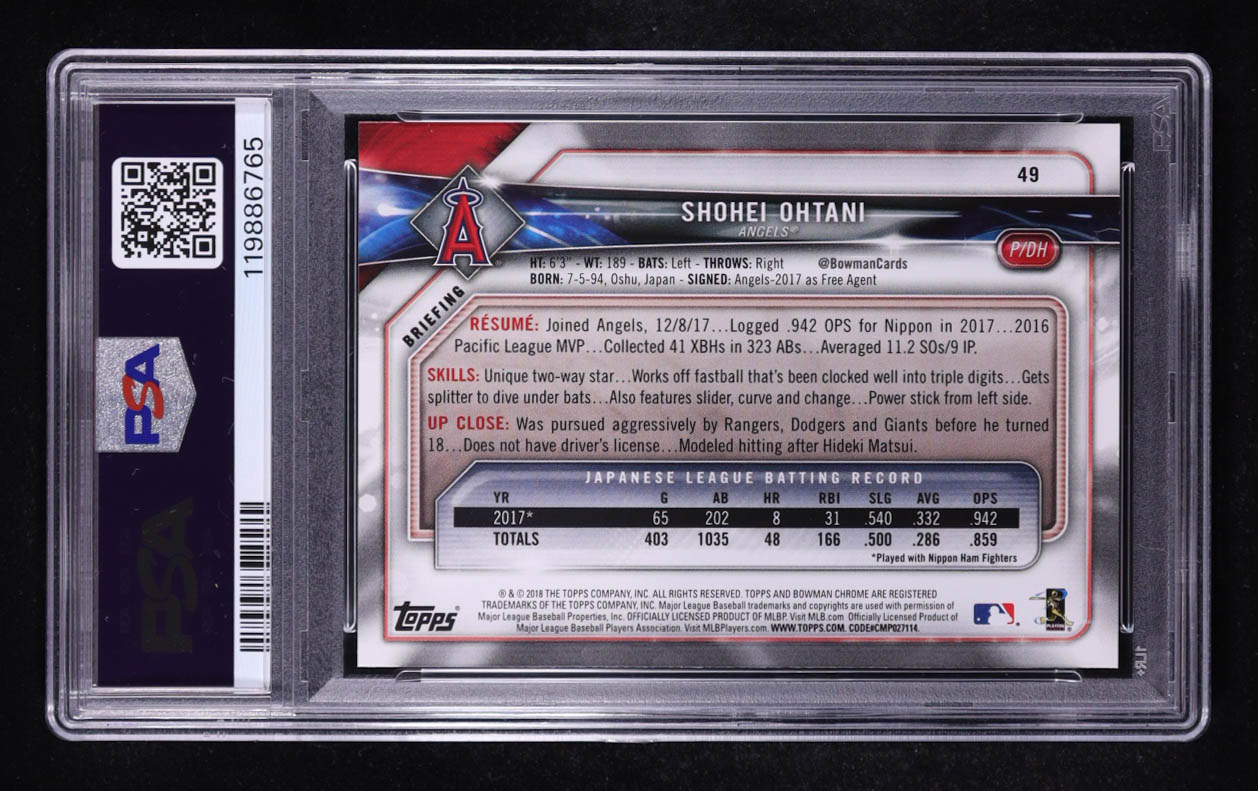 119886765
PSA
PSA
49
SHOHEI OHTANI
ANGELS®
P/DH
A
HT: 6'3" - WT: 189 - BATS: Left - THROWS: Right @BowmanCards
BORN: 7-5-94, Oshu, Japan - SIGNED: Angels-2017 as Free Agent
BRIEFING
RÉSUMÉ: Joined Angels, 12/8/17...Logged .942 OPS for Nippon in 2017...2016
Pacific League MVP...Collected 41 XBHs in 323 ABs...Averaged 11.2 SOs/9 IP.
SKILLS: Unique two-way star...Works off fastball that's been clocked well into triple digits...Gets
splitter to dive under bats...Also features slider, curve and change...Power stick from left side.
UP CLOSE: Was pursued aggressively by Rangers, Dodgers and Giants before he turned
18...Does not have driver's license...Modeled hitting after Hideki Matsui.
JAPANESE LEAGUE BATTING RECORD
YR G AB HR RBI SLG AVG OPS
2017* 65 202 8 31 .540 .332 .942
TOTALS 403 1035 48 166 .500 .286 .859
*Played with Nippon Ham Fighters
® & © 2018 THE TOPPS COMPANY, INC. ALL RIGHTS RESERVED. TOPPS AND BOWMAN CHROME ARE REGISTERED
TRADEMARKS OF THE TOPPS COMPANY, INC. Major League Baseball trademarks and copyrights are used with permission of
Major League Baseball Properties, Inc. OFFICIALLY LICENSED PRODUCT OF MLBP. Visit MLB.com Officially Licensed Product of
Major League Baseball Players Association. Visit MLBPlayers.com. WWW.TOPPS.COM. CODE#CMP027114.
TOPPS®
PLAYERS
PSA